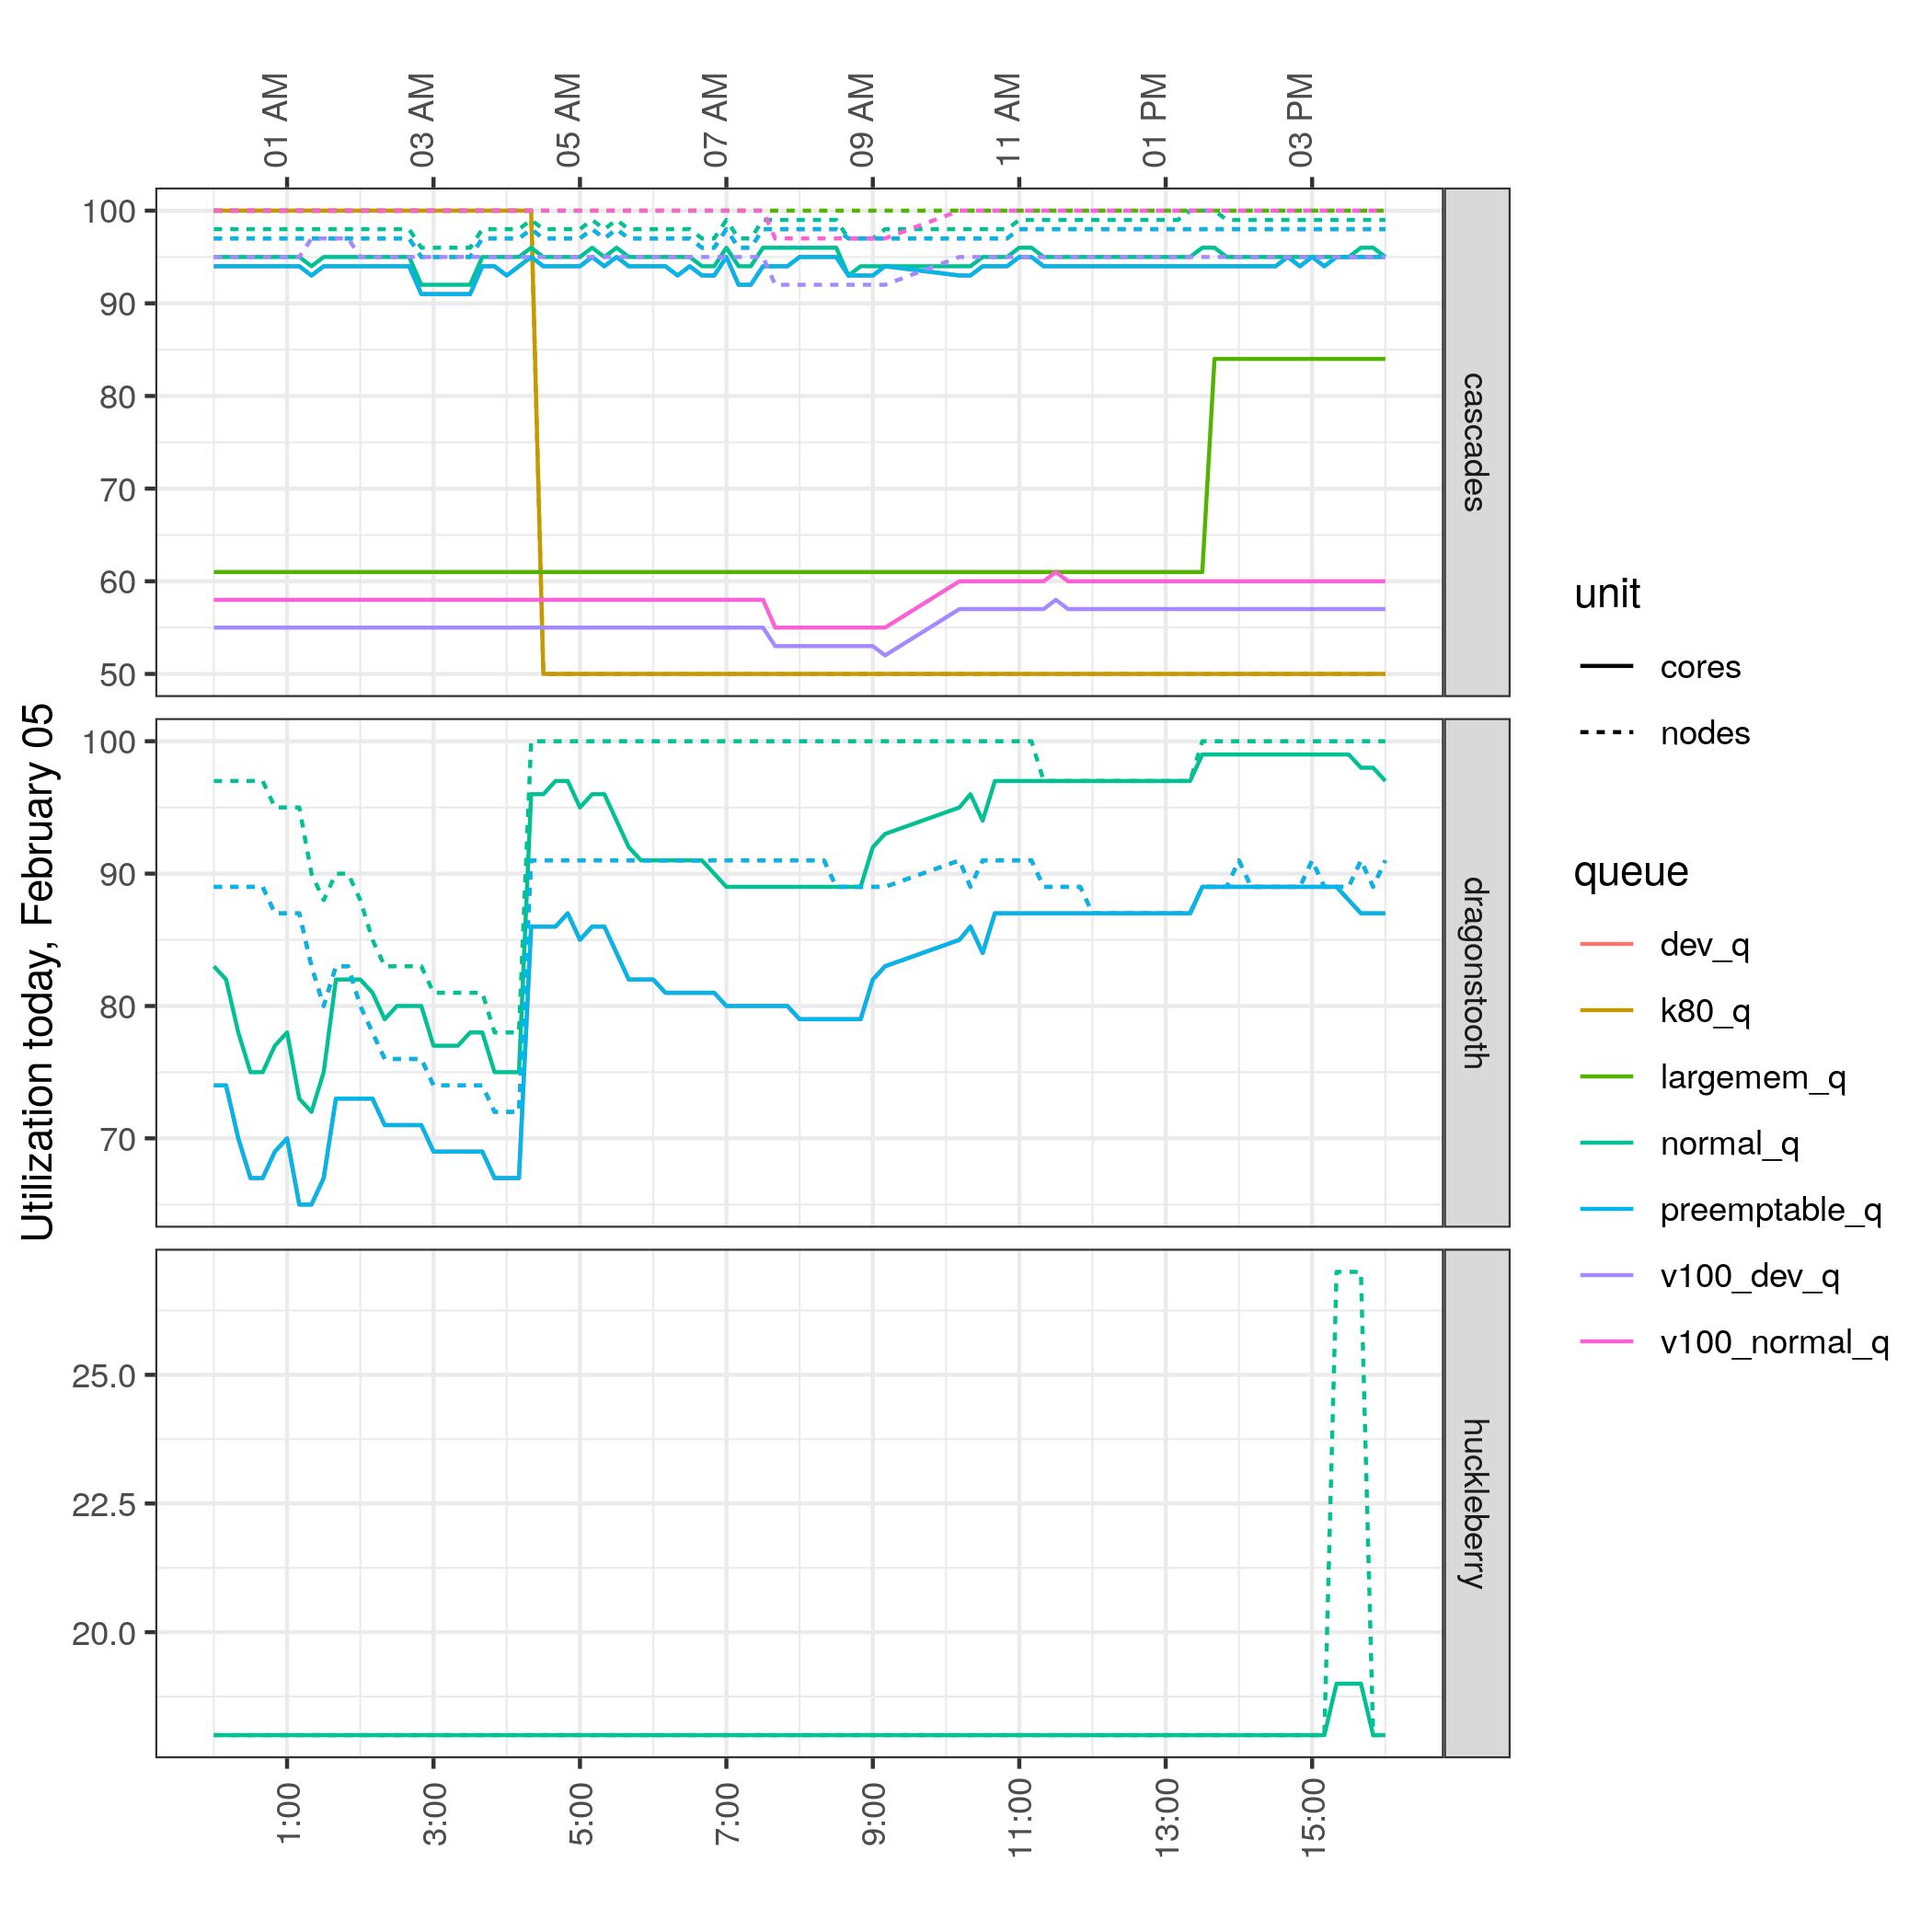 01 AM
03 AM
05 AM
07 AM
09 AM
11 AM
01 PM
03 PM
Utilization today, February 05
100
90
80
70
60
50
cascades
100
90
80
70
dragonstooth
25.0
22.5
20.0
huckleberry
1:00
3:00
5:00
7:00
9:00
11:00
13:00
15:00
unit
cores
nodes
queue
dev_q
k80_q
largemem_q
normal_q
preemptable_q
v100_dev_q
v100_normal_q